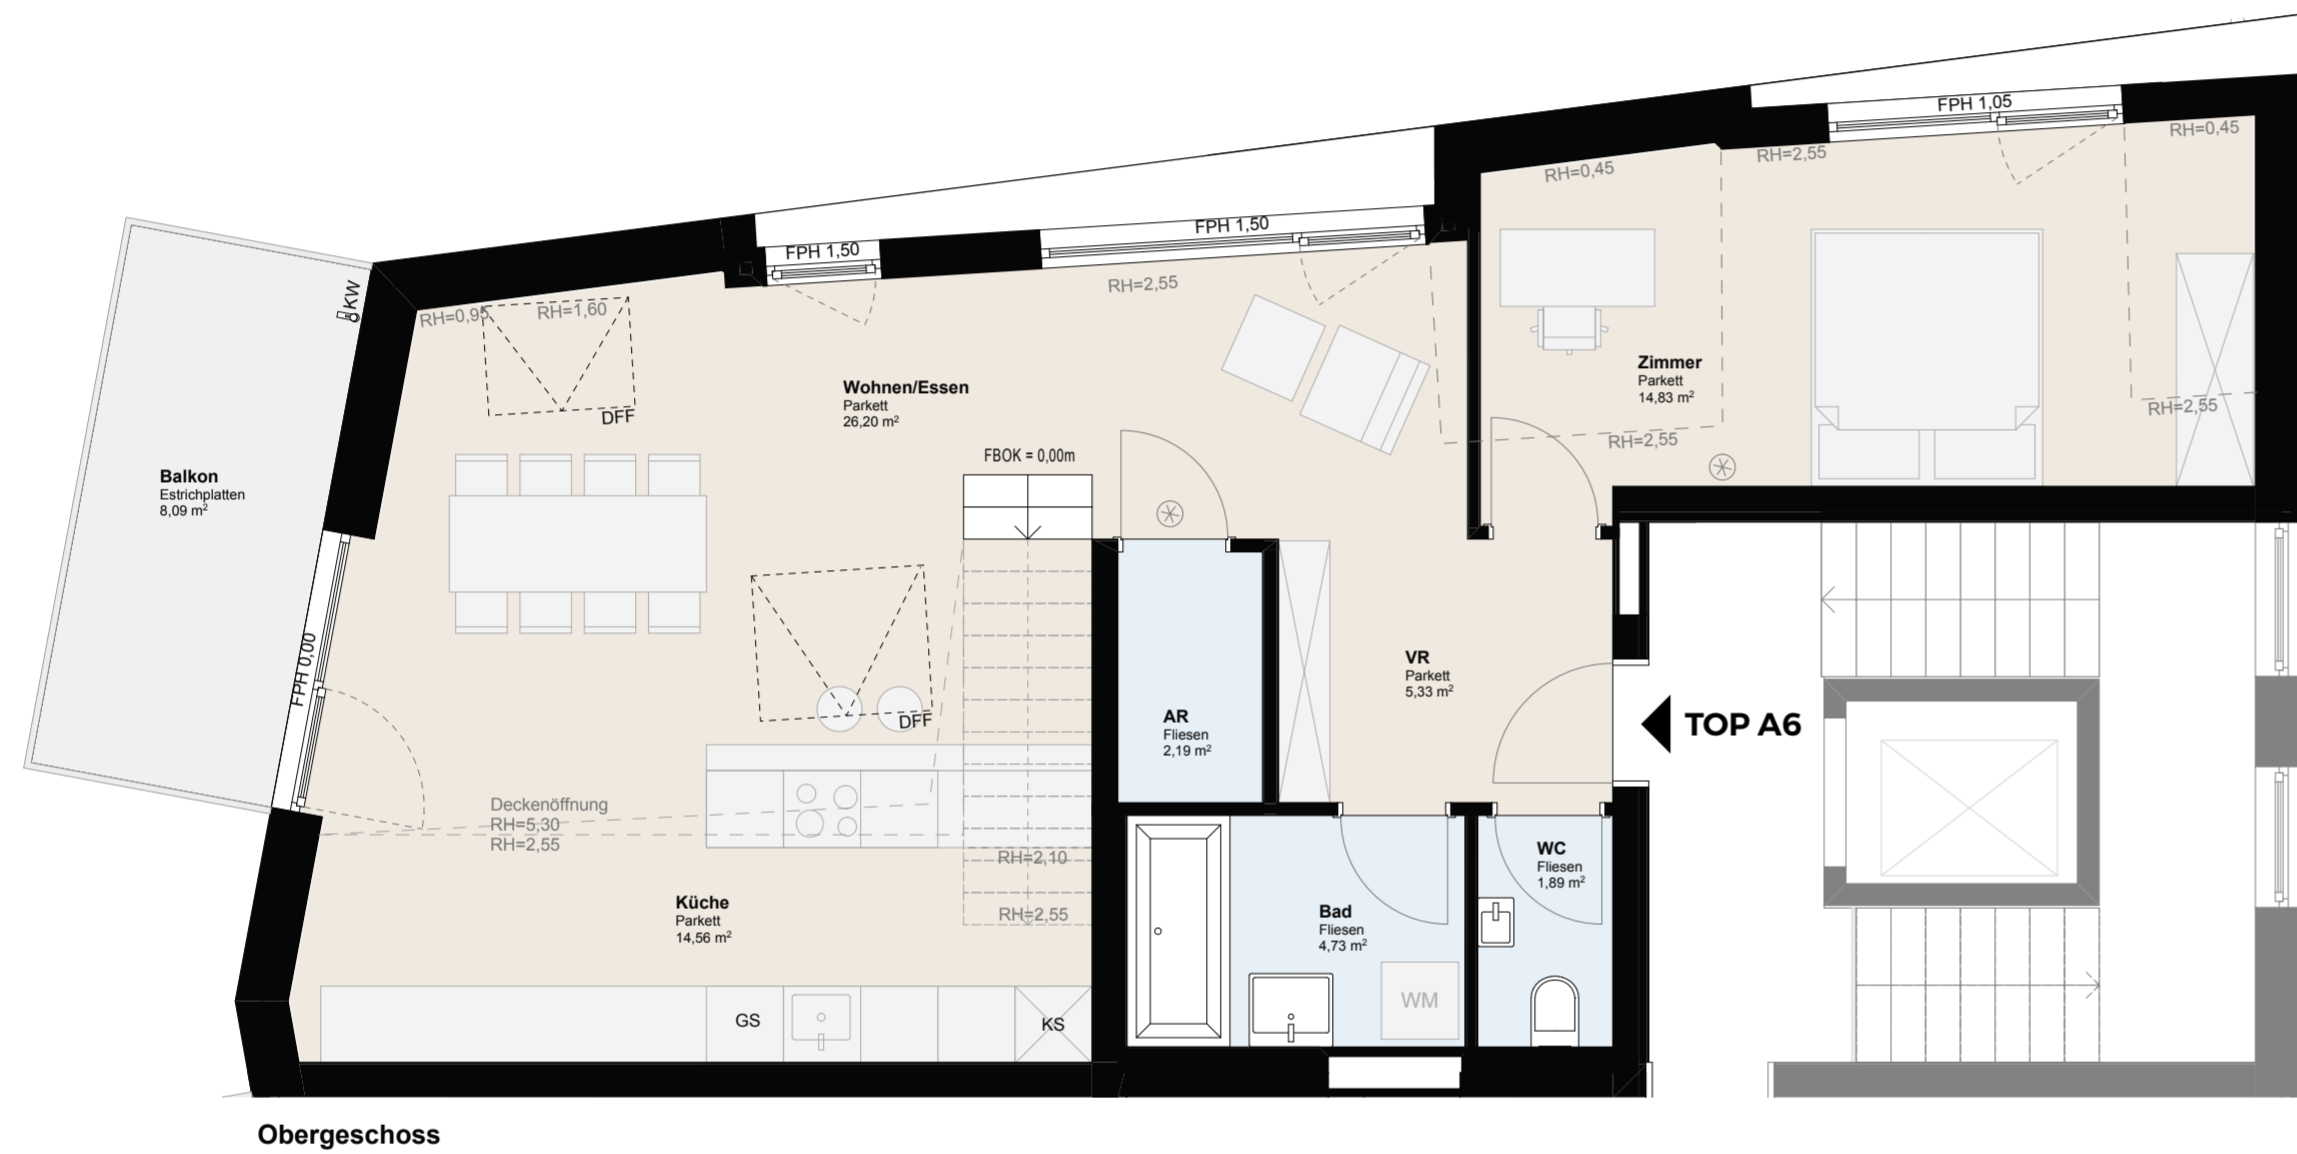 FPH 1,05
RH=0,45
RH=2,55
RH=0,45
FPH 1,50
FPH 1,50
RH=2,55
KW
RH=0,95
RH=1,60
DFF
Wohnen/Essen
Parkett
26,20 m²
Zimmer
Parkett
14,83 m²
RH=2,55
RH=2,55
FBOK = 0,00m
Balkon
Estrichplatten
8,09 m²
FPH 0,00
DFF
VR
Parkett
5,33 m²
AR
Fliesen
2,19 m²
TOP A6
Deckenöffnung
RH=5,30
RH=2,55
RH=2,10
RH=2,55
Küche
Parkett
14,56 m²
WC
Fliesen
1,89 m²
Bad
Fliesen
4,73 m²
WM
GS
KS
Obergeschoss